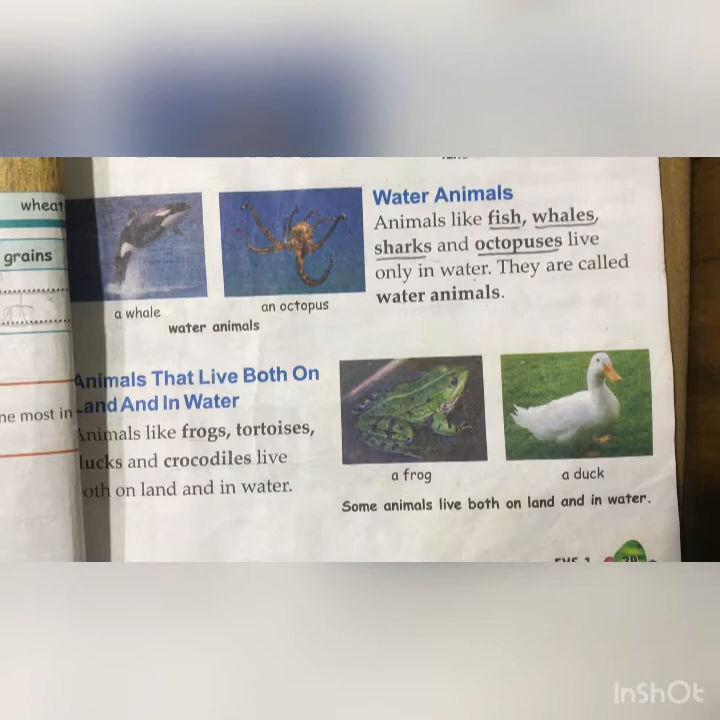 wheat
grains
ne most in
a whale
an octopus
water animals
Water Animals
Animals like fish, whales,
sharks and octopuses live
only in water. They are called
water animals.
Animals That Live Both On
Land And In Water
Animals like frogs, tortoises,
ducks and crocodiles live
both on land and in water.
a frog
a duck
Some animals live both on land and in water.
EVS 1
InShOt